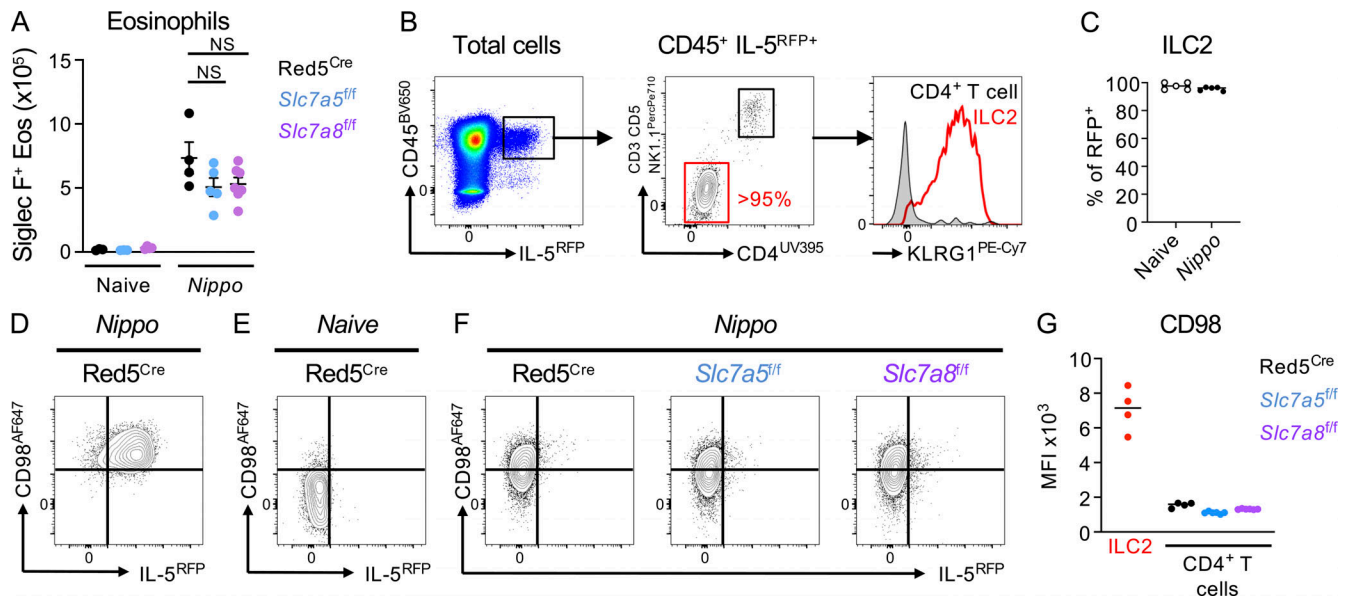 A
Eosinophils
Siglec F⁺ Eos (x10⁵)
15
10
5
0
NS
NS
Naive
Nippo
Red5ᶜʳᵉ
Slc7a5ᶠ/ᶠ
Slc7a8ᶠ/ᶠ
B
Total cells
CD45ᴮⱽ⁶⁵⁰
0
0
IL-5ᴿᶠᴾ
CD45⁺ IL-5ᴿᶠᴾ⁺
CD3 CD5
NK1.1ᴾᵉʳᶜᴾᵉ⁷¹⁰
0
0
>95%
CD4ᵁⱽ³⁹⁵
CD4⁺ T cell
ILC2
0
KLRG1ᴾᴱ⁻ᶜʸ⁷
C
ILC2
% of RFP⁺
100
80
60
40
20
0
Naive
Nippo
D
Nippo
Red5ᶜʳᵉ
CD98ᴬᶠ⁶⁴⁷
0
0
IL-5ᴿᶠᴾ
E
Naive
Red5ᶜʳᵉ
CD98ᴬᶠ⁶⁴⁷
0
0
IL-5ᴿᶠᴾ
F
Nippo
Red5ᶜʳᵉ
Slc7a5ᶠ/ᶠ
Slc7a8ᶠ/ᶠ
CD98ᴬᶠ⁶⁴⁷
0
0
0
0
IL-5ᴿᶠᴾ
G
CD98
MFI x10³
10
8
6
4
2
0
ILC2
CD4⁺ T
cells
Red5ᶜʳᵉ
Slc7a5ᶠ/ᶠ
Slc7a8ᶠ/ᶠ